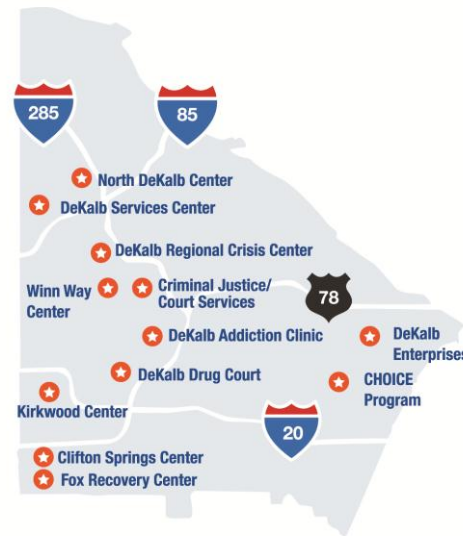 285
85
North DeKalb Center
DeKalb Services Center
DeKalb Regional Crisis Center
Winn Way
Center
Criminal Justice/
Court Services
78
DeKalb Addiction Clinic
DeKalb
Enterprises
DeKalb Drug Court
CHOICE
Program
Kirkwood Center
20
Clifton Springs Center
Fox Recovery Center